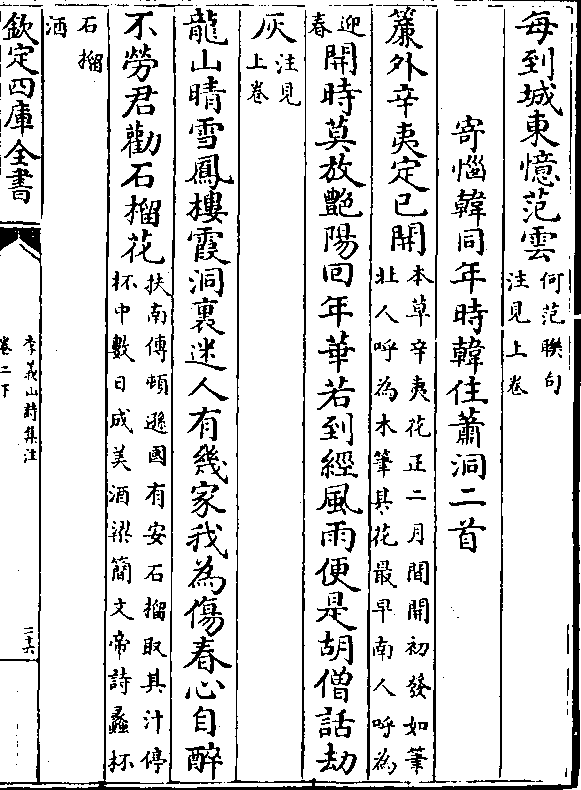 每到城東憶范雲何范聯句
注見上卷
寄惱韓同年時韓住蕭洞二首
簾外辛夷定已開本草辛夷花正二月間開初發如筆
北人呼為木筆其花最早南人呼為
迎春
開時莫放艷陽回年華若到經風雨便是胡僧話劫
灰注見上卷
龍山晴雪鳳樓霞洞裏迷人有幾家我為傷春心自醉
不勞君勸石榴花扶南傳頓遜國有安石榴取其汁停
杯中數日成美酒梁簡文帝詩蠡杯
石榴酒
欽定四庫全書
李義山詩集注
卷二下
三六